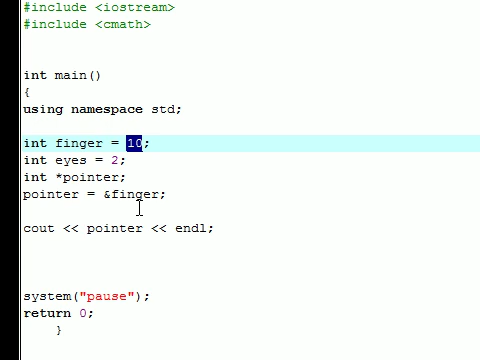 #include <iostream>
#include <cmath>
int main()
{
using namespace std;
int finger = 10;
int eyes = 2;
int *pointer;
pointer = &finger;
cout << pointer << endl;
system("pause");
return 0;
}